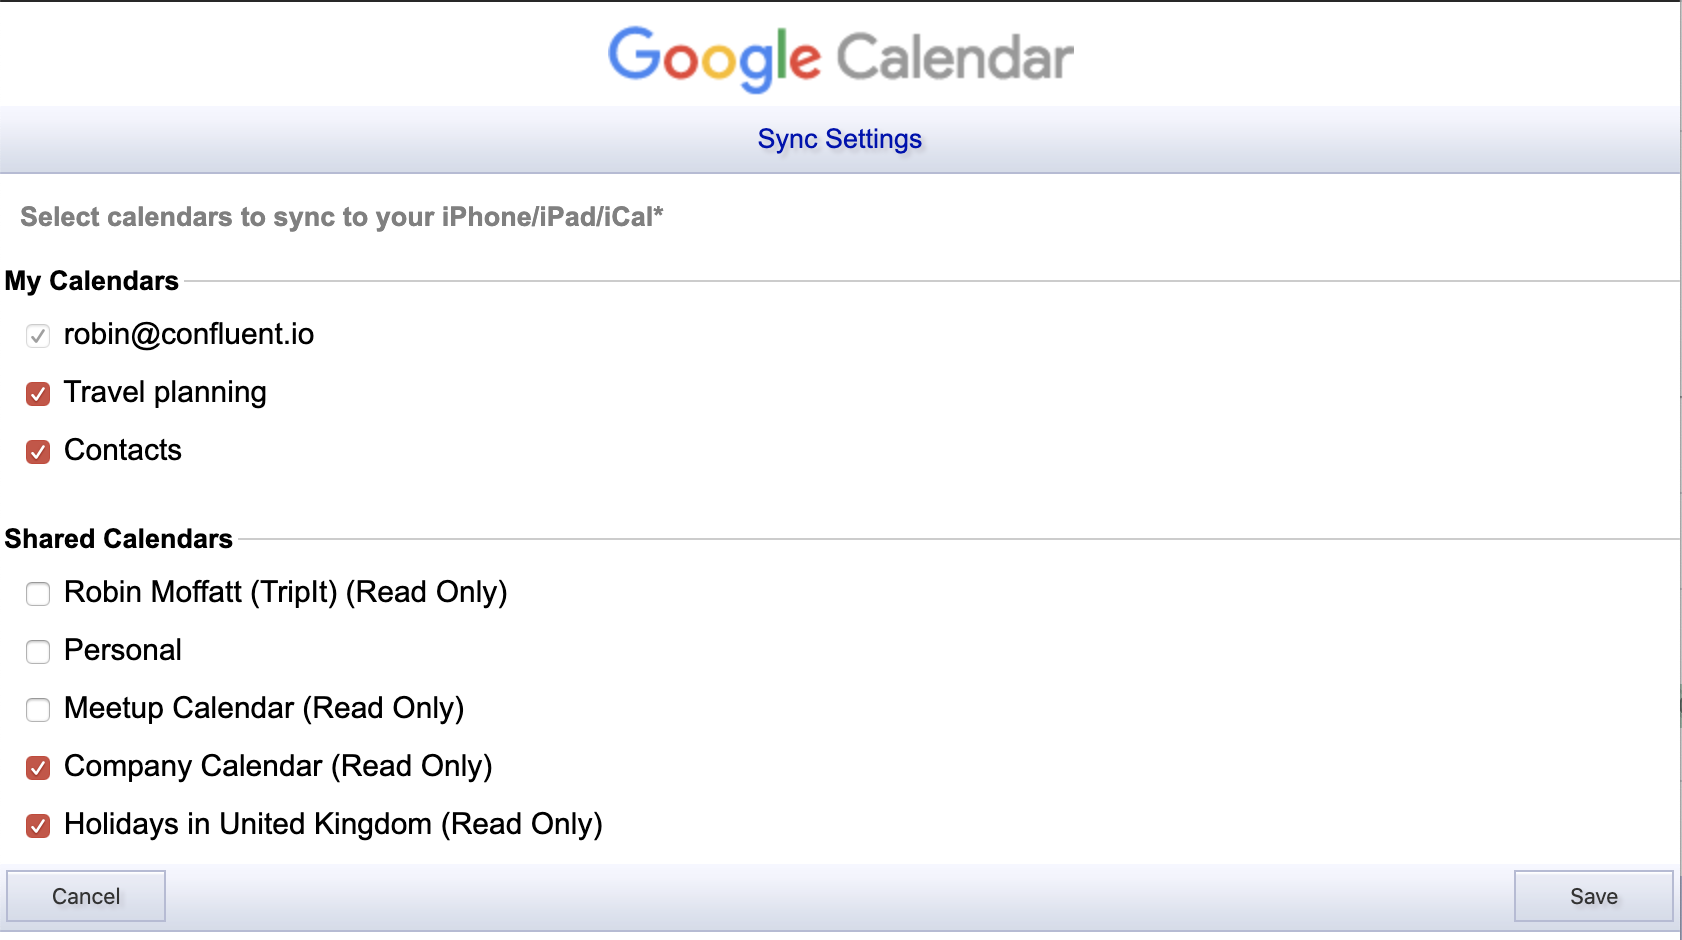 Google Calendar
Sync Settings
Select calendars to sync to your iPhone/iPad/iCal*
My Calendars
robin@confluent.io
Travel planning
Contacts
Shared Calendars
Robin Moffatt (TripIt) (Read Only)
Personal
Meetup Calendar (Read Only)
Company Calendar (Read Only)
Holidays in United Kingdom (Read Only)
Cancel
Save